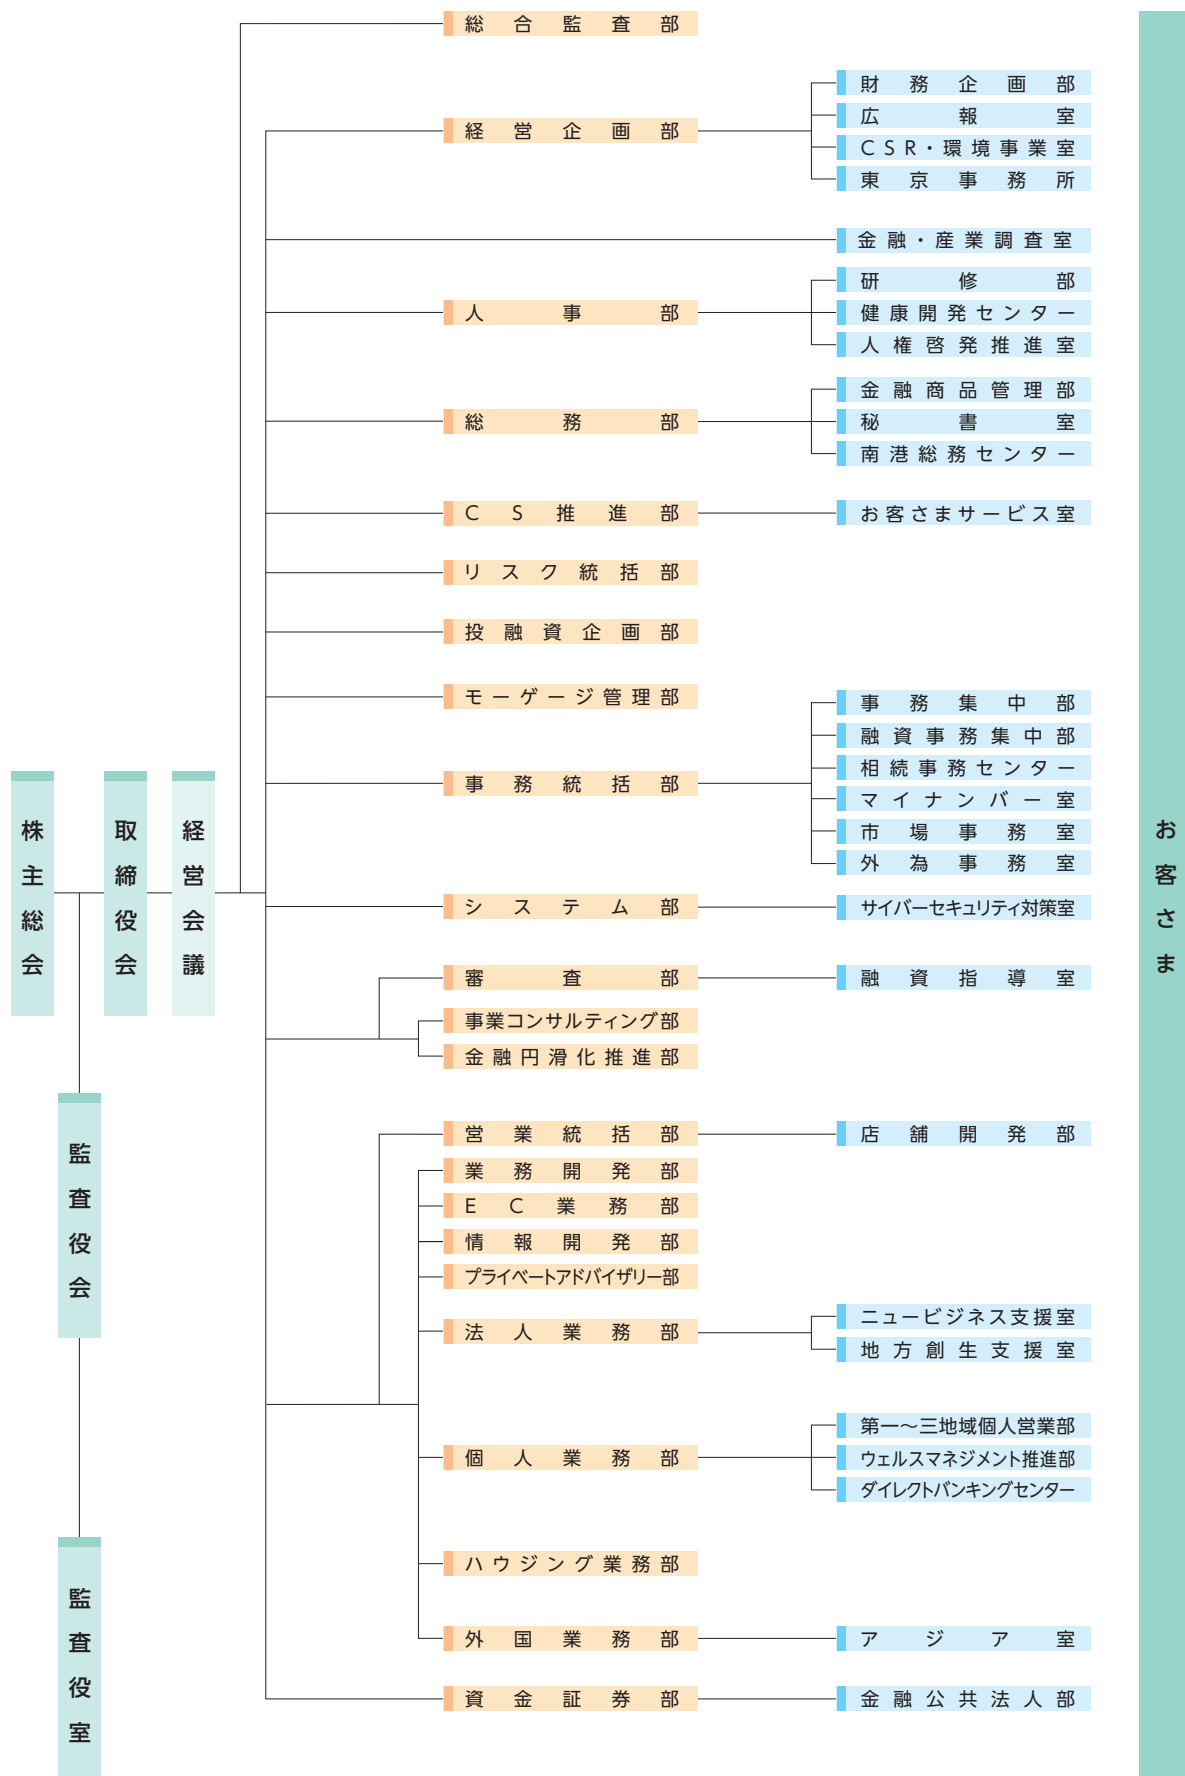 株主総会
取締役会
経営会議
監査役会
監査役室
総合監査部
経営企画部
財務企画部
広報室
CSR・環境事業室
東京事務所
金融・産業調査室
人事部
研修部
健康開発センター
人権啓発推進室
総務部
金融商品管理部
秘書室
南港総務センター
CS推進部
お客さまサービス室
リスク統括部
投融資企画部
モーゲージ管理部
事務統括部
事務集中部
融資事務集中部
相続事務センター
マイナンバー室
市場事務室
外為事務室
システム部
サイバーセキュリティ対策室
審査部
融資指導室
事業コンサルティング部
金融円滑化推進部
営業統括部
店舗開発部
業務開発部
EC業務部
情報開発部
プライベートアドバイザリー部
法人業務部
ニュービジネス支援室
地方創生支援室
個人業務部
第一〜三地域個人営業部
ウェルスマネジメント推進部
ダイレクトバンキングセンター
ハウジング業務部
外国業務部
アジア室
資金証券部
金融公共法人部
お客さま